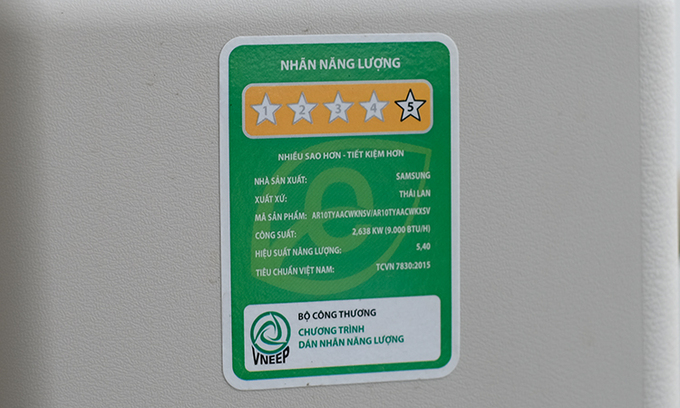 NHÃN NĂNG LƯỢNG
1 2 3 4 5
NHIỀU SAO HƠN - TIẾT KIỆM HƠN
NHÀ SẢN XUẤT: SAMSUNG
XUẤT XỨ: THÁI LAN
MÃ SẢN PHẨM: AR10TYAACWKNSV/AR10TYAACWKXSV
CÔNG SUẤT: 2,638 KW (9.000 BTU/H)
HIỆU SUẤT NĂNG LƯỢNG: 5,40
TIÊU CHUẨN VIỆT NAM: TCVN 7830:2015
BỘ CÔNG THƯƠNG
CHƯƠNG TRÌNH
DÁN NHÃN NĂNG LƯỢNG
VNEEP